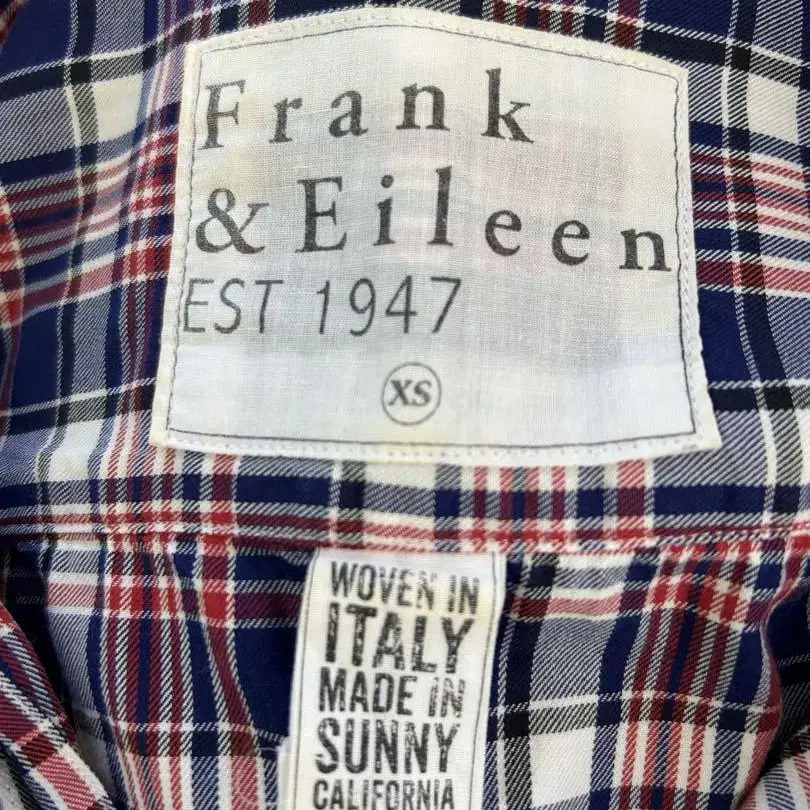 Frank
& Eileen
EST 1947
XS
WOVEN IN
ITALY
MADE IN
SUNNY
CALIFORNIA